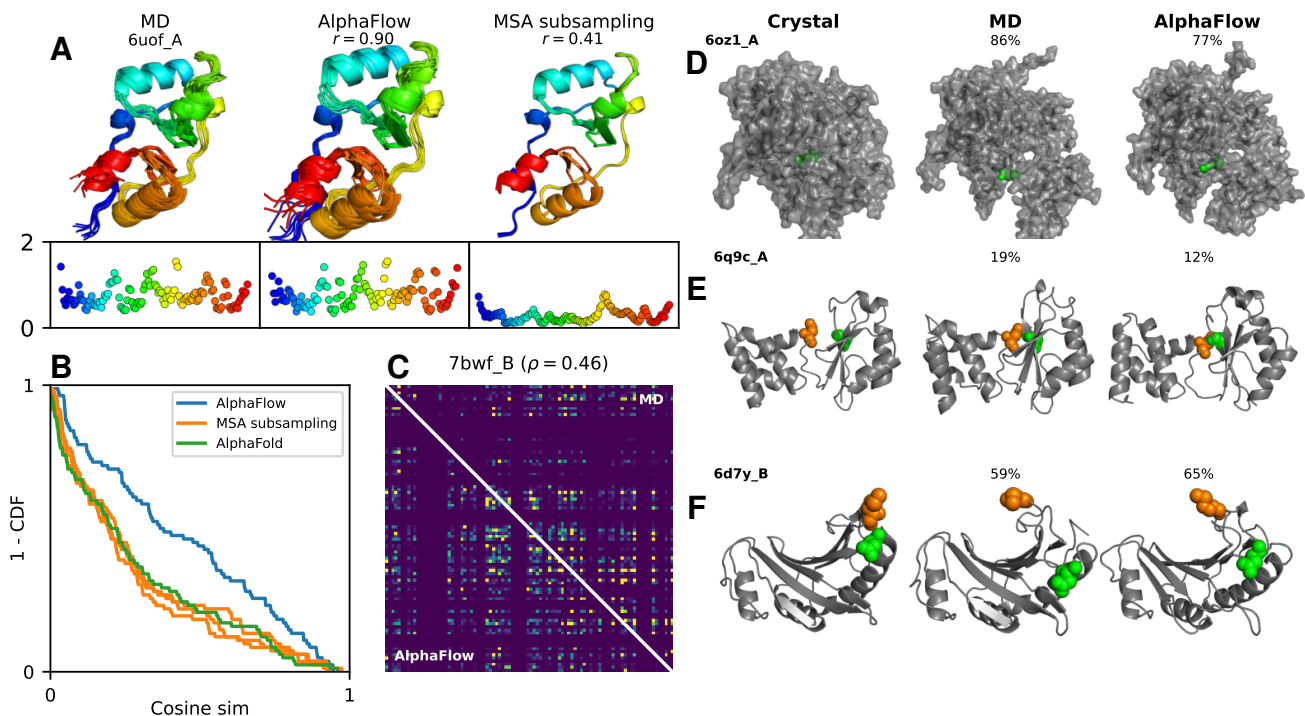 A
MD
6uof_A
AlphaFlow
r = 0.90
MSA subsampling
r = 0.41
2
0
B
1
0
1 - CDF
AlphaFlow
MSA subsampling
AlphaFold
0
1
Cosine sim
C
7bwf_B (ρ = 0.46)
MD
AlphaFlow
Crystal
MD
AlphaFlow
6oz1_A
86%
77%
D
6q9c_A
19%
12%
E
6d7y_B
59%
65%
F